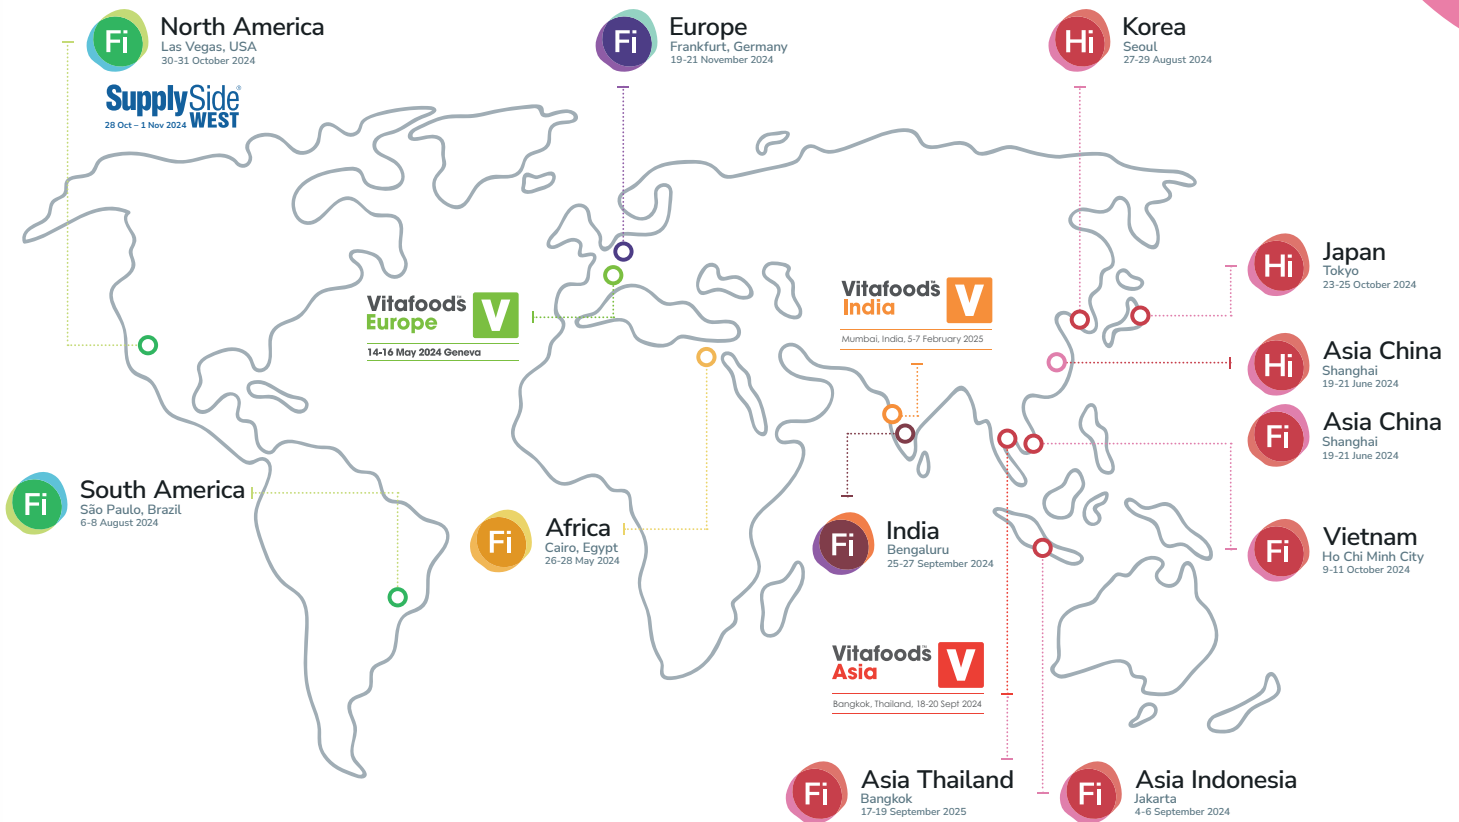 Fi
North America
Las Vegas, USA
30-31 October 2024
SupplySide®
WEST
28 Oct – 1 Nov 2024
Fi
Europe
Frankfurt, Germany
19-21 November 2024
Hi
Korea
Seoul
27-29 August 2024
Hi
Japan
Tokyo
23-25 October 2024
Vitafoods™
Europe
V
14-16 May 2024 Geneva
Vitafoods™
India
V
Mumbai, India, 5-7 February 2025
Hi
Asia China
Shanghai
19-21 June 2024
Fi
Asia China
Shanghai
19-21 June 2024
Fi
South America
São Paulo, Brazil
6-8 August 2024
Fi
Africa
Cairo, Egypt
26-28 May 2024
Fi
India
Bengaluru
25-27 September 2024
Fi
Vietnam
Ho Chi Minh City
9-11 October 2024
Vitafoods™
Asia
V
Bangkok, Thailand, 18-20 Sept 2024
Fi
Asia Thailand
Bangkok
17-19 September 2025
Fi
Asia Indonesia
Jakarta
4-6 September 2024